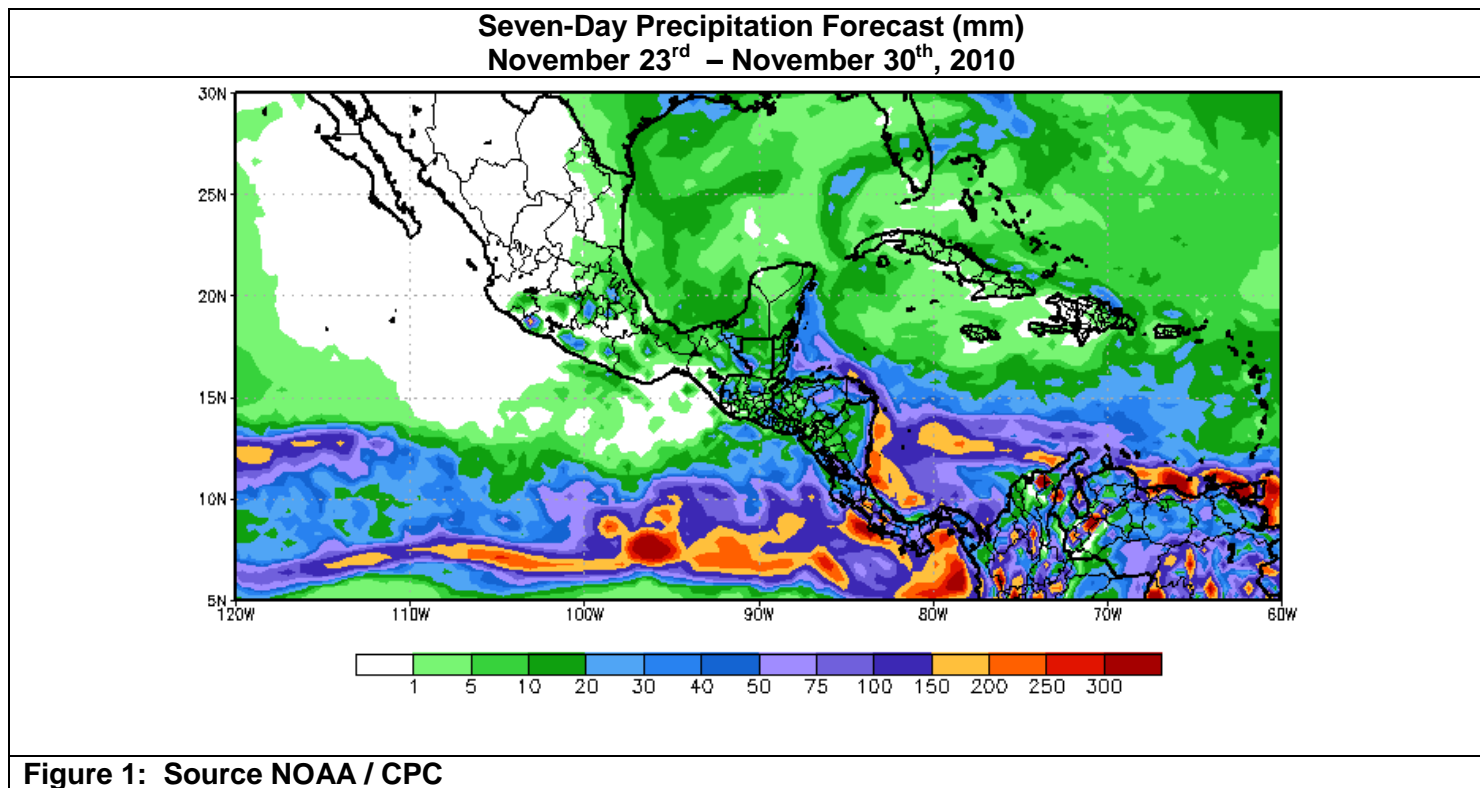 Seven-Day Precipitation Forecast (mm)
November 23rd – November 30th, 2010
30N
25N
20N
15N
10N
5N
120W 110W 100W 90W 80W 70W 60W
1 5 10 20 30 40 50 75 100 150 200 250 300
Figure 1: Source NOAA / CPC